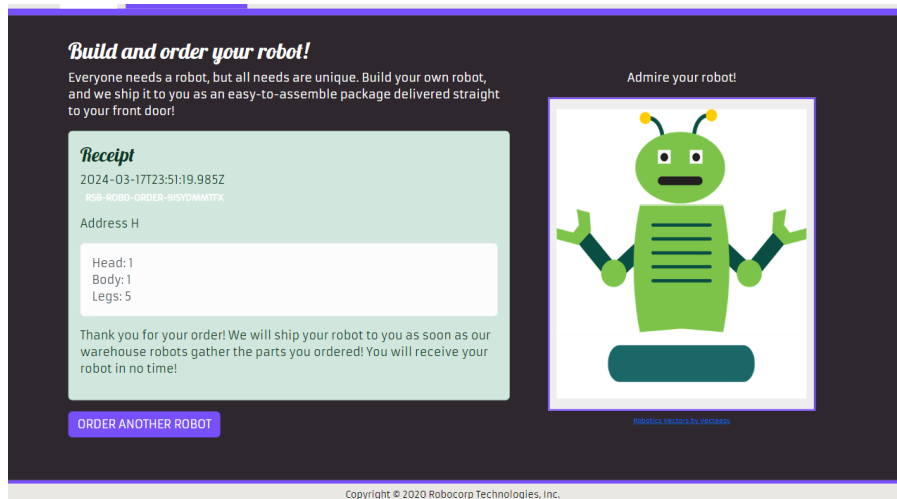 Build and order your robot!
Everyone needs a robot, but all needs are unique. Build your own robot,
and we ship it to you as an easy-to-assemble package delivered straight
to your front door!
Receipt
2024-03-17T23:51:19.985Z
RSB-ROBO-ORDER-9ISYDMMTFX
Address H
Head: 1
Body: 1
Legs: 5
Thank you for your order! We will ship your robot to you as soon as our
warehouse robots gather the parts you ordered! You will receive your
robot in no time!
ORDER ANOTHER ROBOT
Admire your robot!
Robotics Vectors by Vecteezy
Copyright © 2020 Robocorp Technologies, Inc.